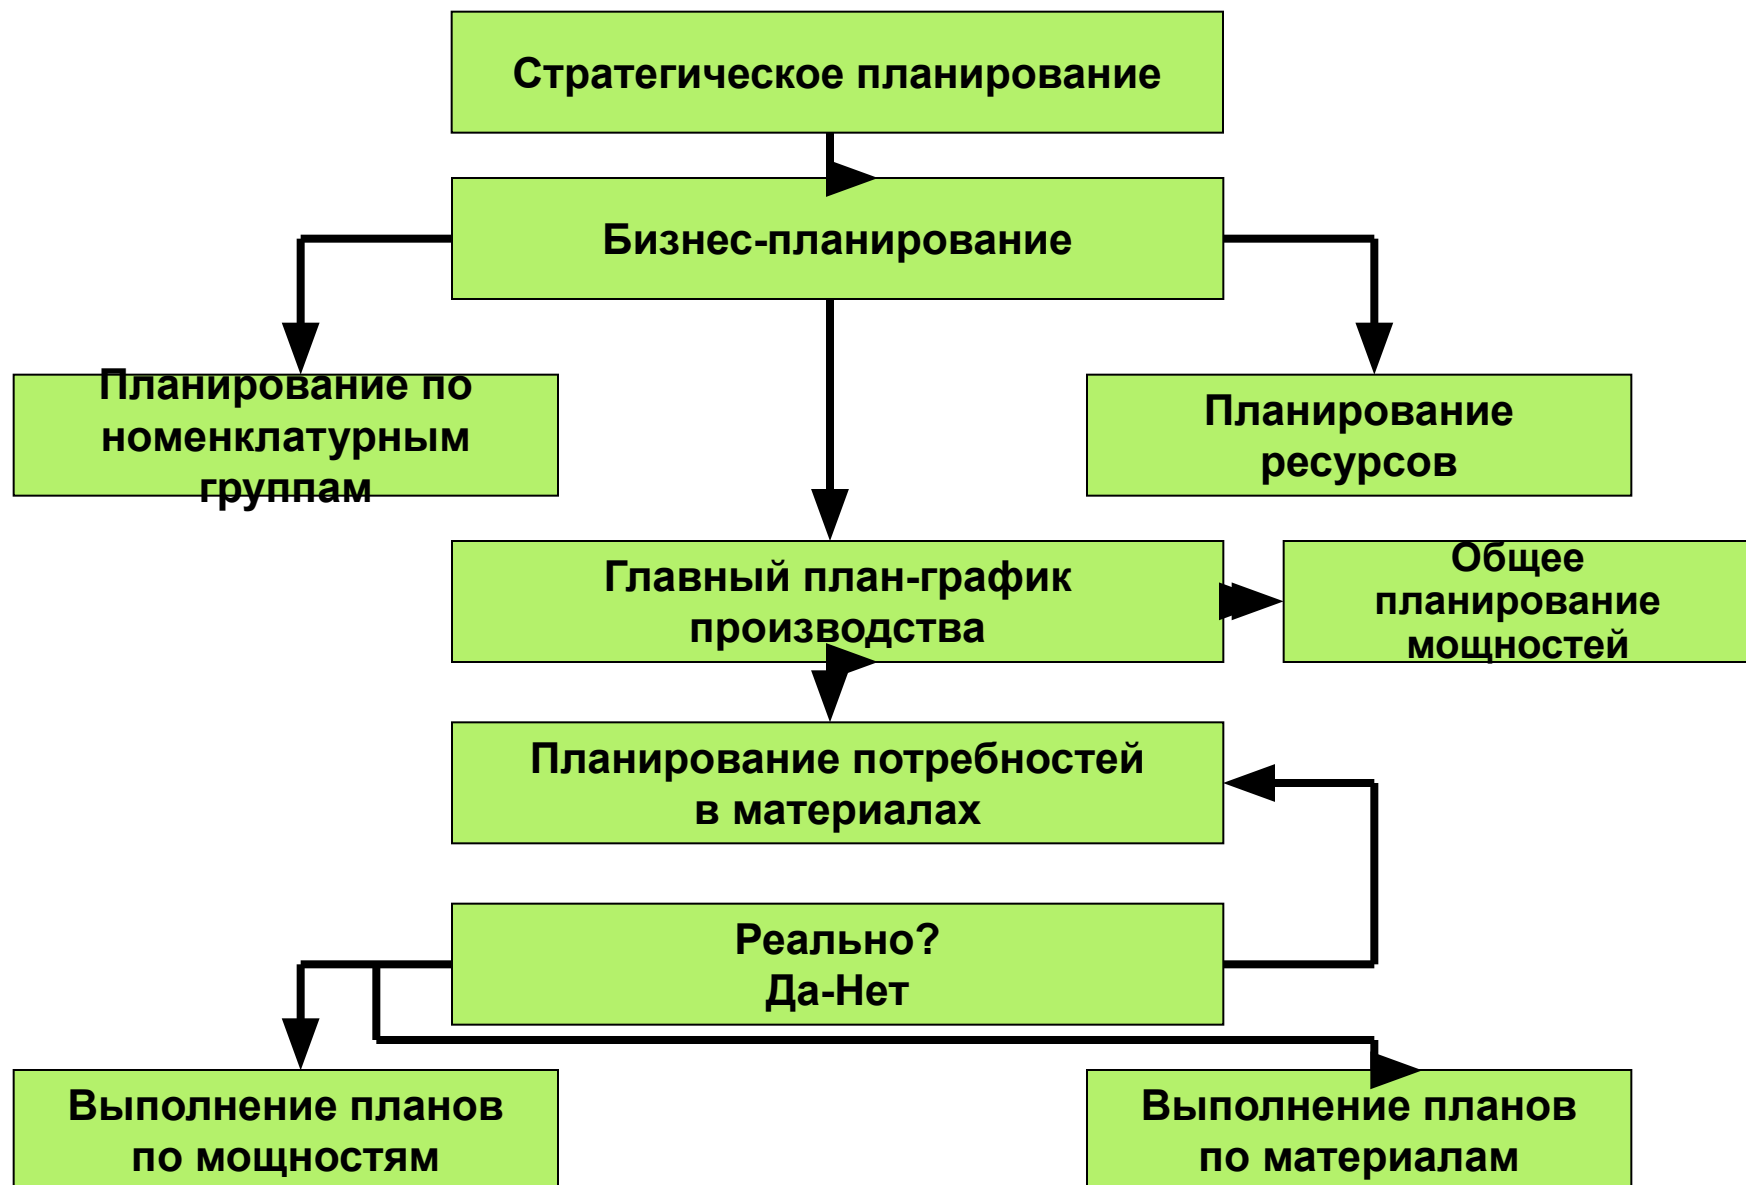 Стратегическое планирование
Бизнес-планирование
Планирование по
номенклатурным
группам
Планирование
ресурсов
Главный план-график
производства
Общее
планирование
мощностей
Планирование потребностей
в материалах
Реально?
Да-Нет
Выполнение планов
по мощностям
Выполнение планов
по материалам